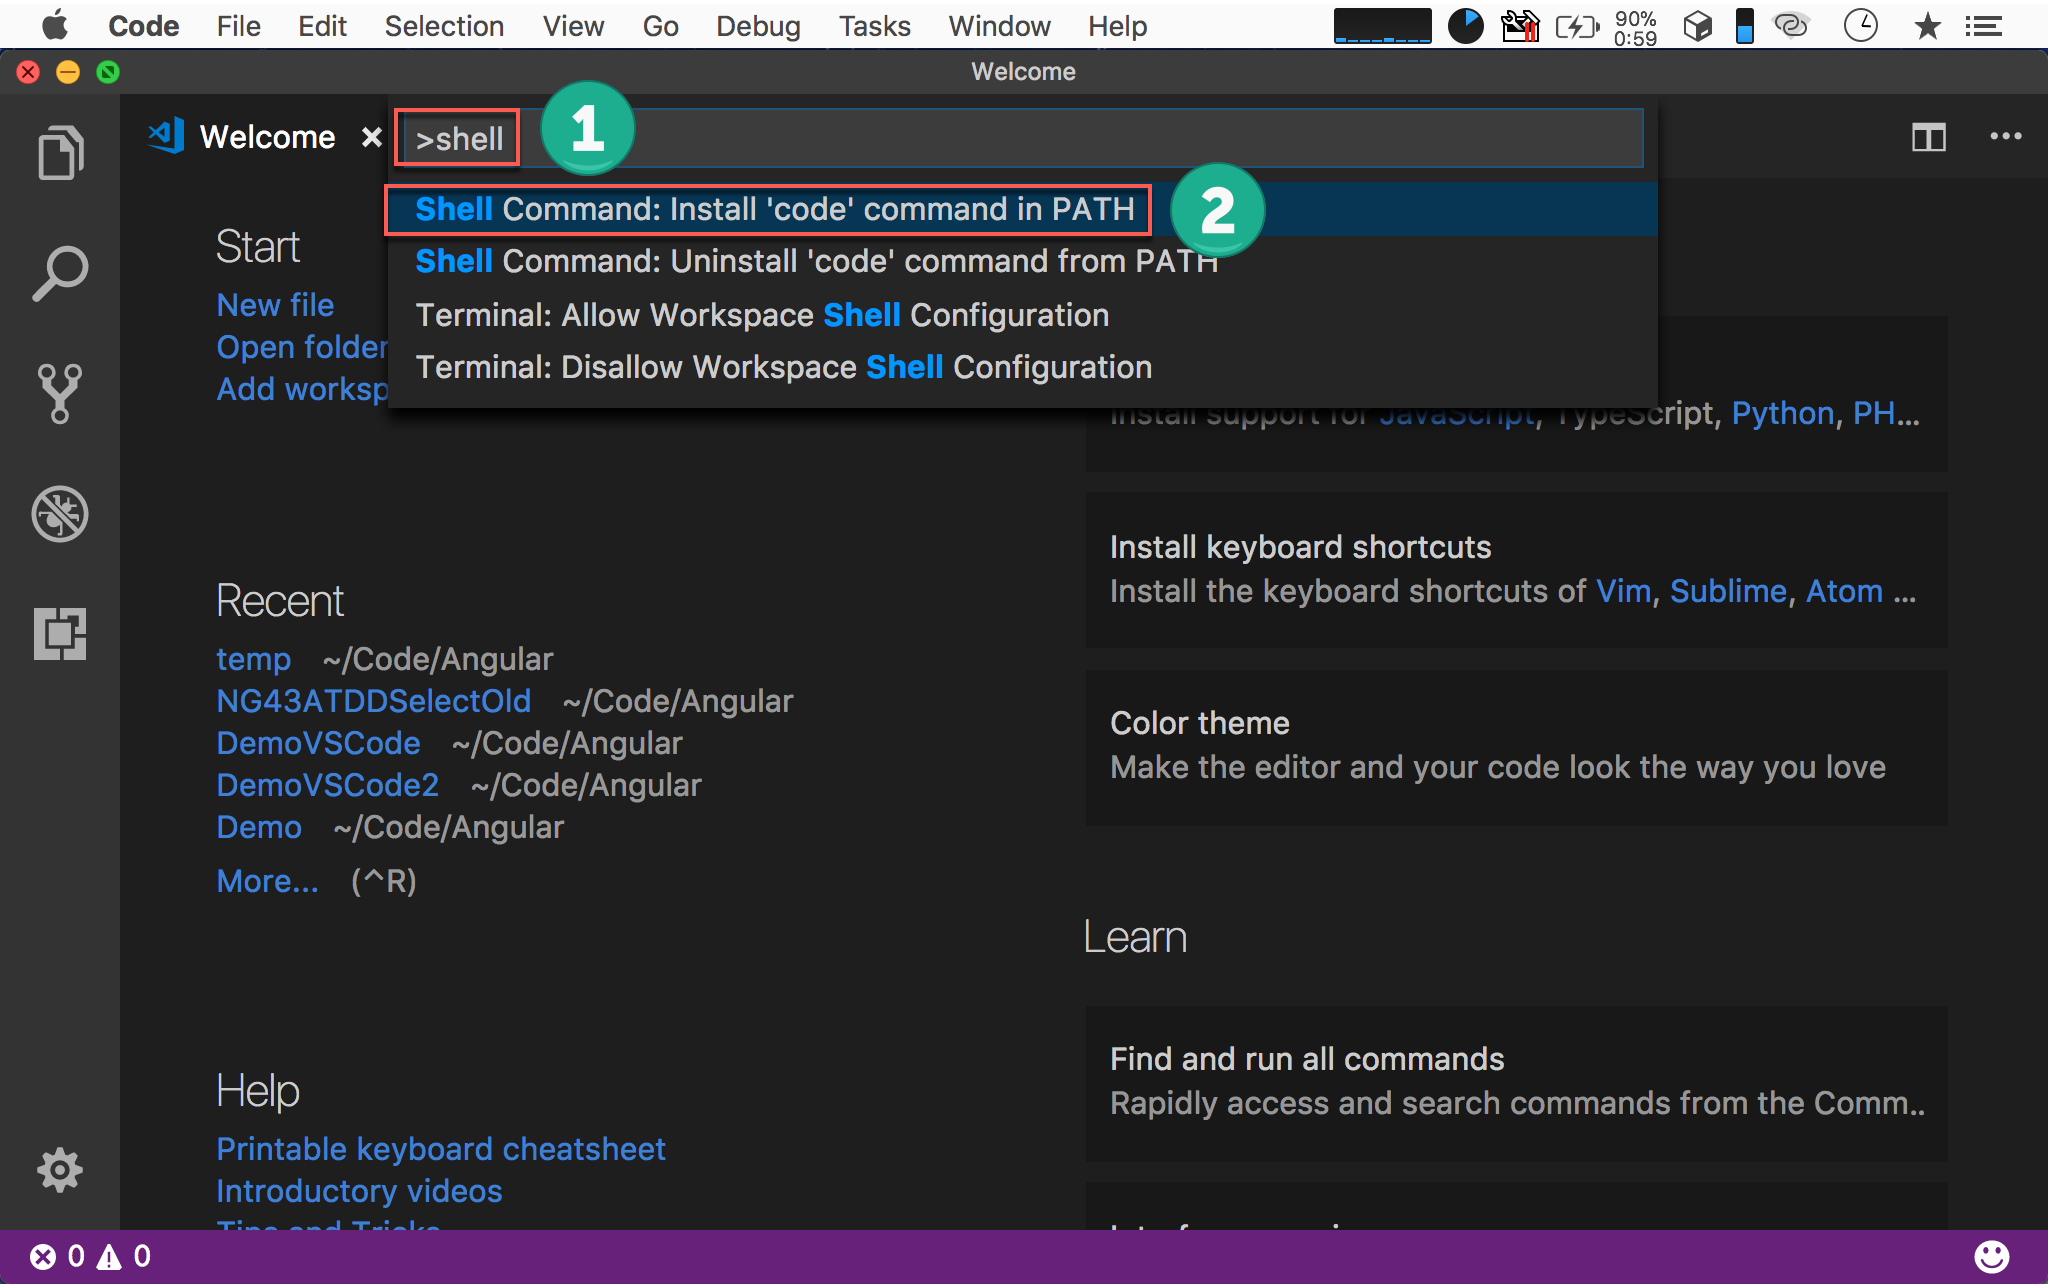 Code File Edit Selection View Go Debug Tasks Window Help 90% 0:59
Welcome
Welcome
>shell
1
Shell Command: Install 'code' command in PATH
2
Shell Command: Uninstall 'code' command from PATH
Terminal: Allow Workspace Shell Configuration
Terminal: Disallow Workspace Shell Configuration
Start
New file
Open folder
Add worksp
Recent
temp ~/Code/Angular
NG43ATDDSelectOld ~/Code/Angular
DemoVSCode ~/Code/Angular
DemoVSCode2 ~/Code/Angular
Demo ~/Code/Angular
More... (^R)
Help
Printable keyboard cheatsheet
Introductory videos
Tips and Tricks
Install support for JavaScript, TypeScript, Python, PH...
Install keyboard shortcuts
Install the keyboard shortcuts of Vim, Sublime, Atom ...
Color theme
Make the editor and your code look the way you love
Learn
Find and run all commands
Rapidly access and search commands from the Comm..
0 0